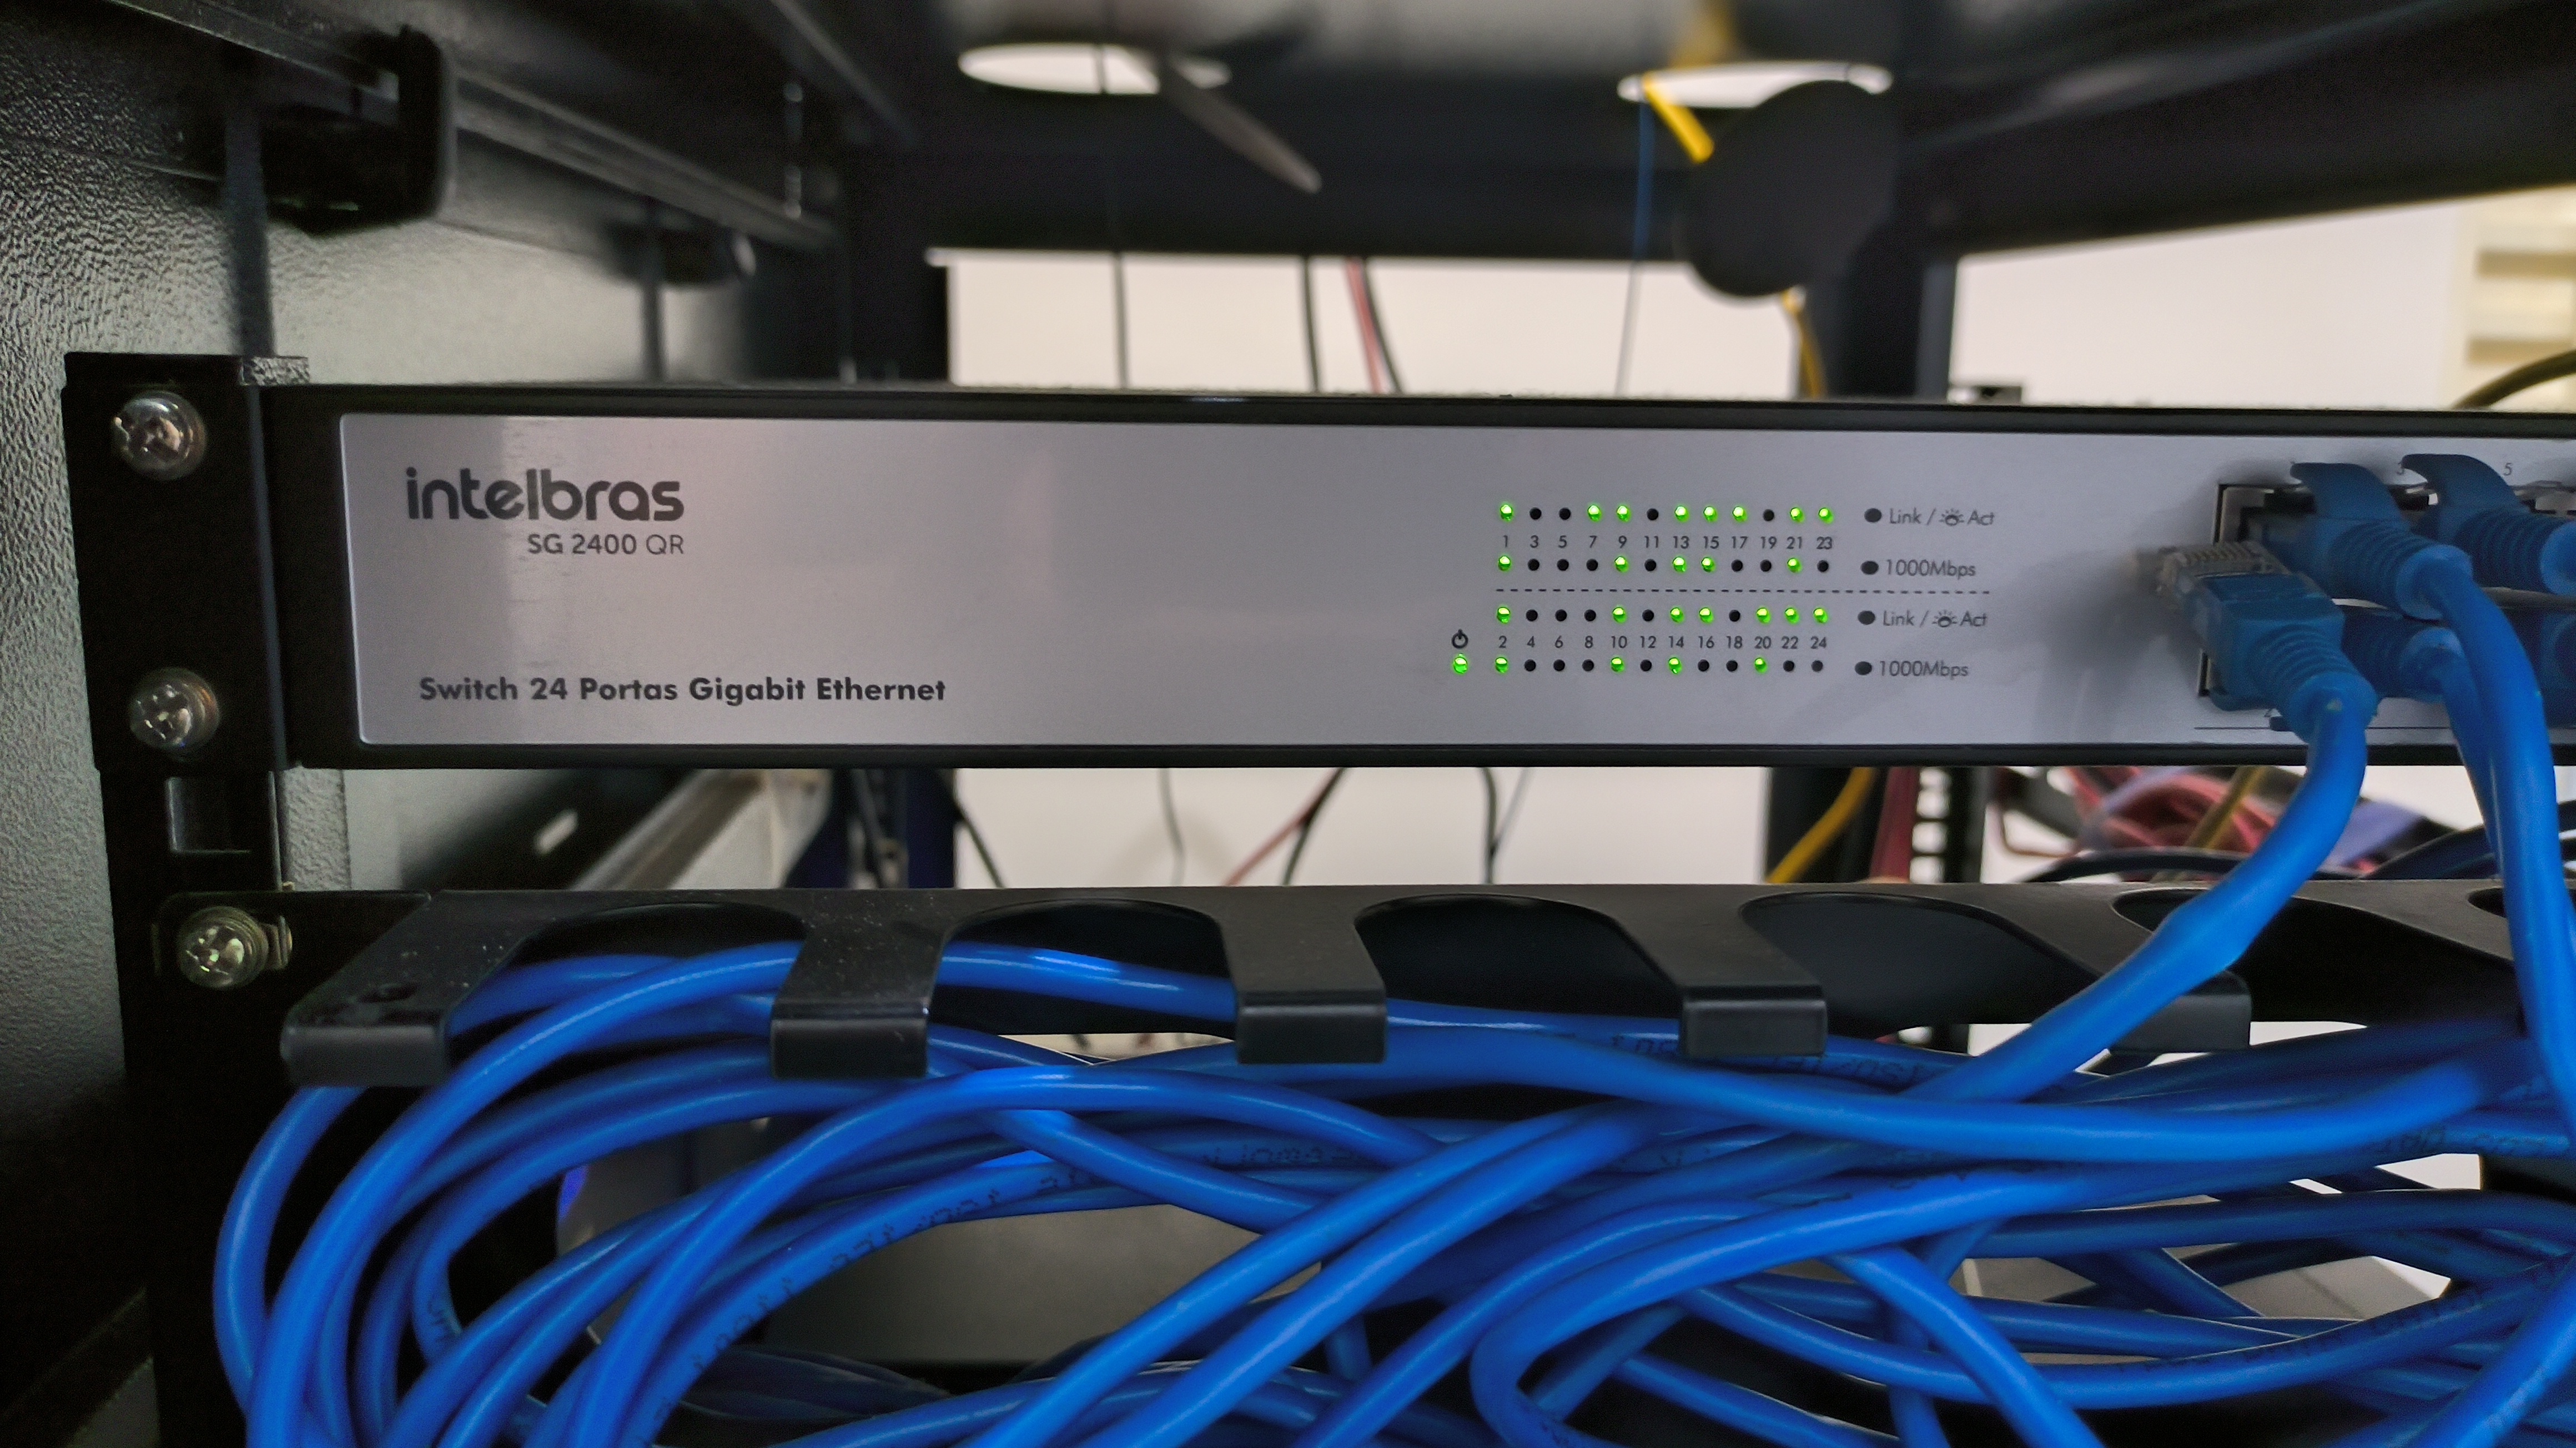 intelbras
SG 2400 QR
Switch 24 Portas Gigabit Ethernet
Link / Act
1 3 5 7 9 11 13 15 17 19 21 23
1000Mbps
Link / Act
2 4 6 8 10 12 14 16 18 20 22 24
1000Mbps
5